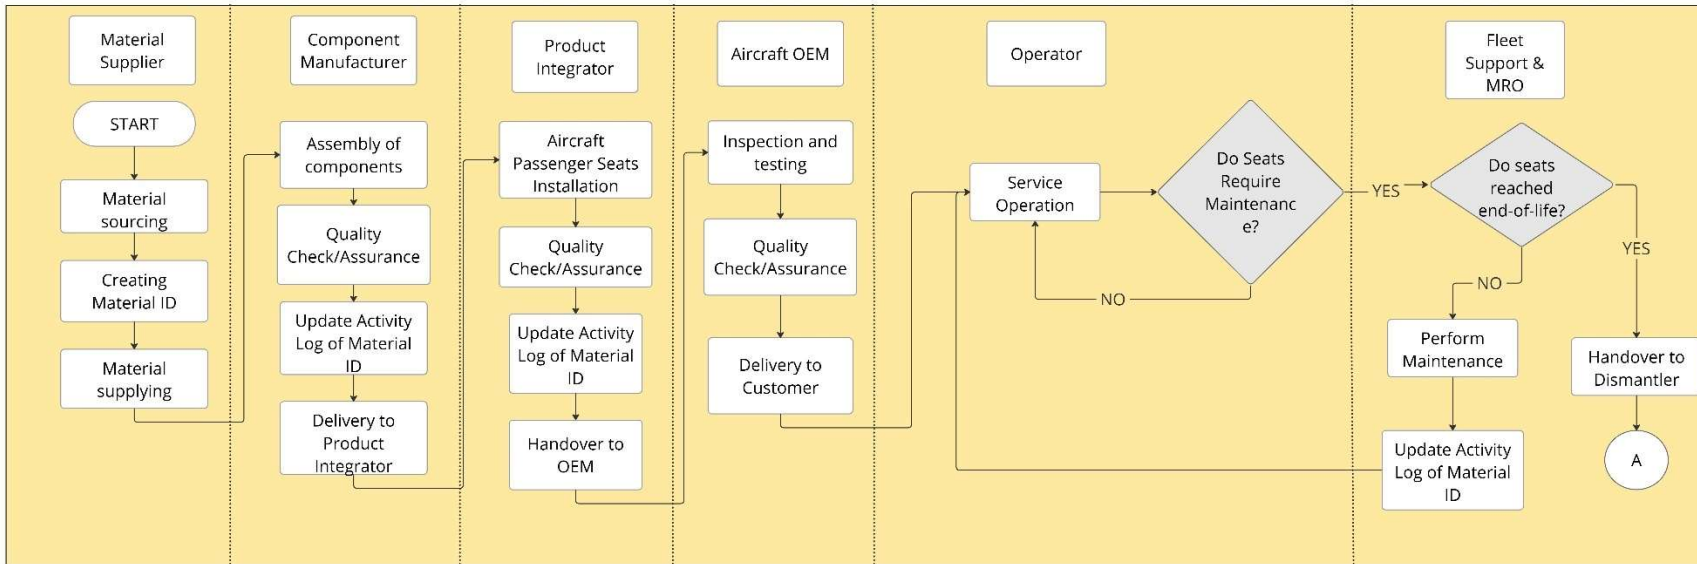 Material
Supplier
START
Material
sourcing
Creating
Material ID
Material
supplying
Component
Manufacturer
Assembly of
components
Quality
Check/Assurance
Update Activity
Log of Material
ID
Delivery to
Product
Integrator
Product
Integrator
Aircraft
Passenger Seats
Installation
Quality
Check/Assurance
Update Activity
Log of Material
ID
Handover to
OEM
Aircraft OEM
Inspection and
testing
Quality
Check/Assurance
Delivery to
Customer
Operator
Service
Operation
Do Seats
Require
Maintenanc
e?
NO
YES
Fleet
Support &
MRO
Do seats
reached
end-of-life?
NO
YES
Perform
Maintenance
Update Activity
Log of Material
ID
Handover to
Dismantler
A